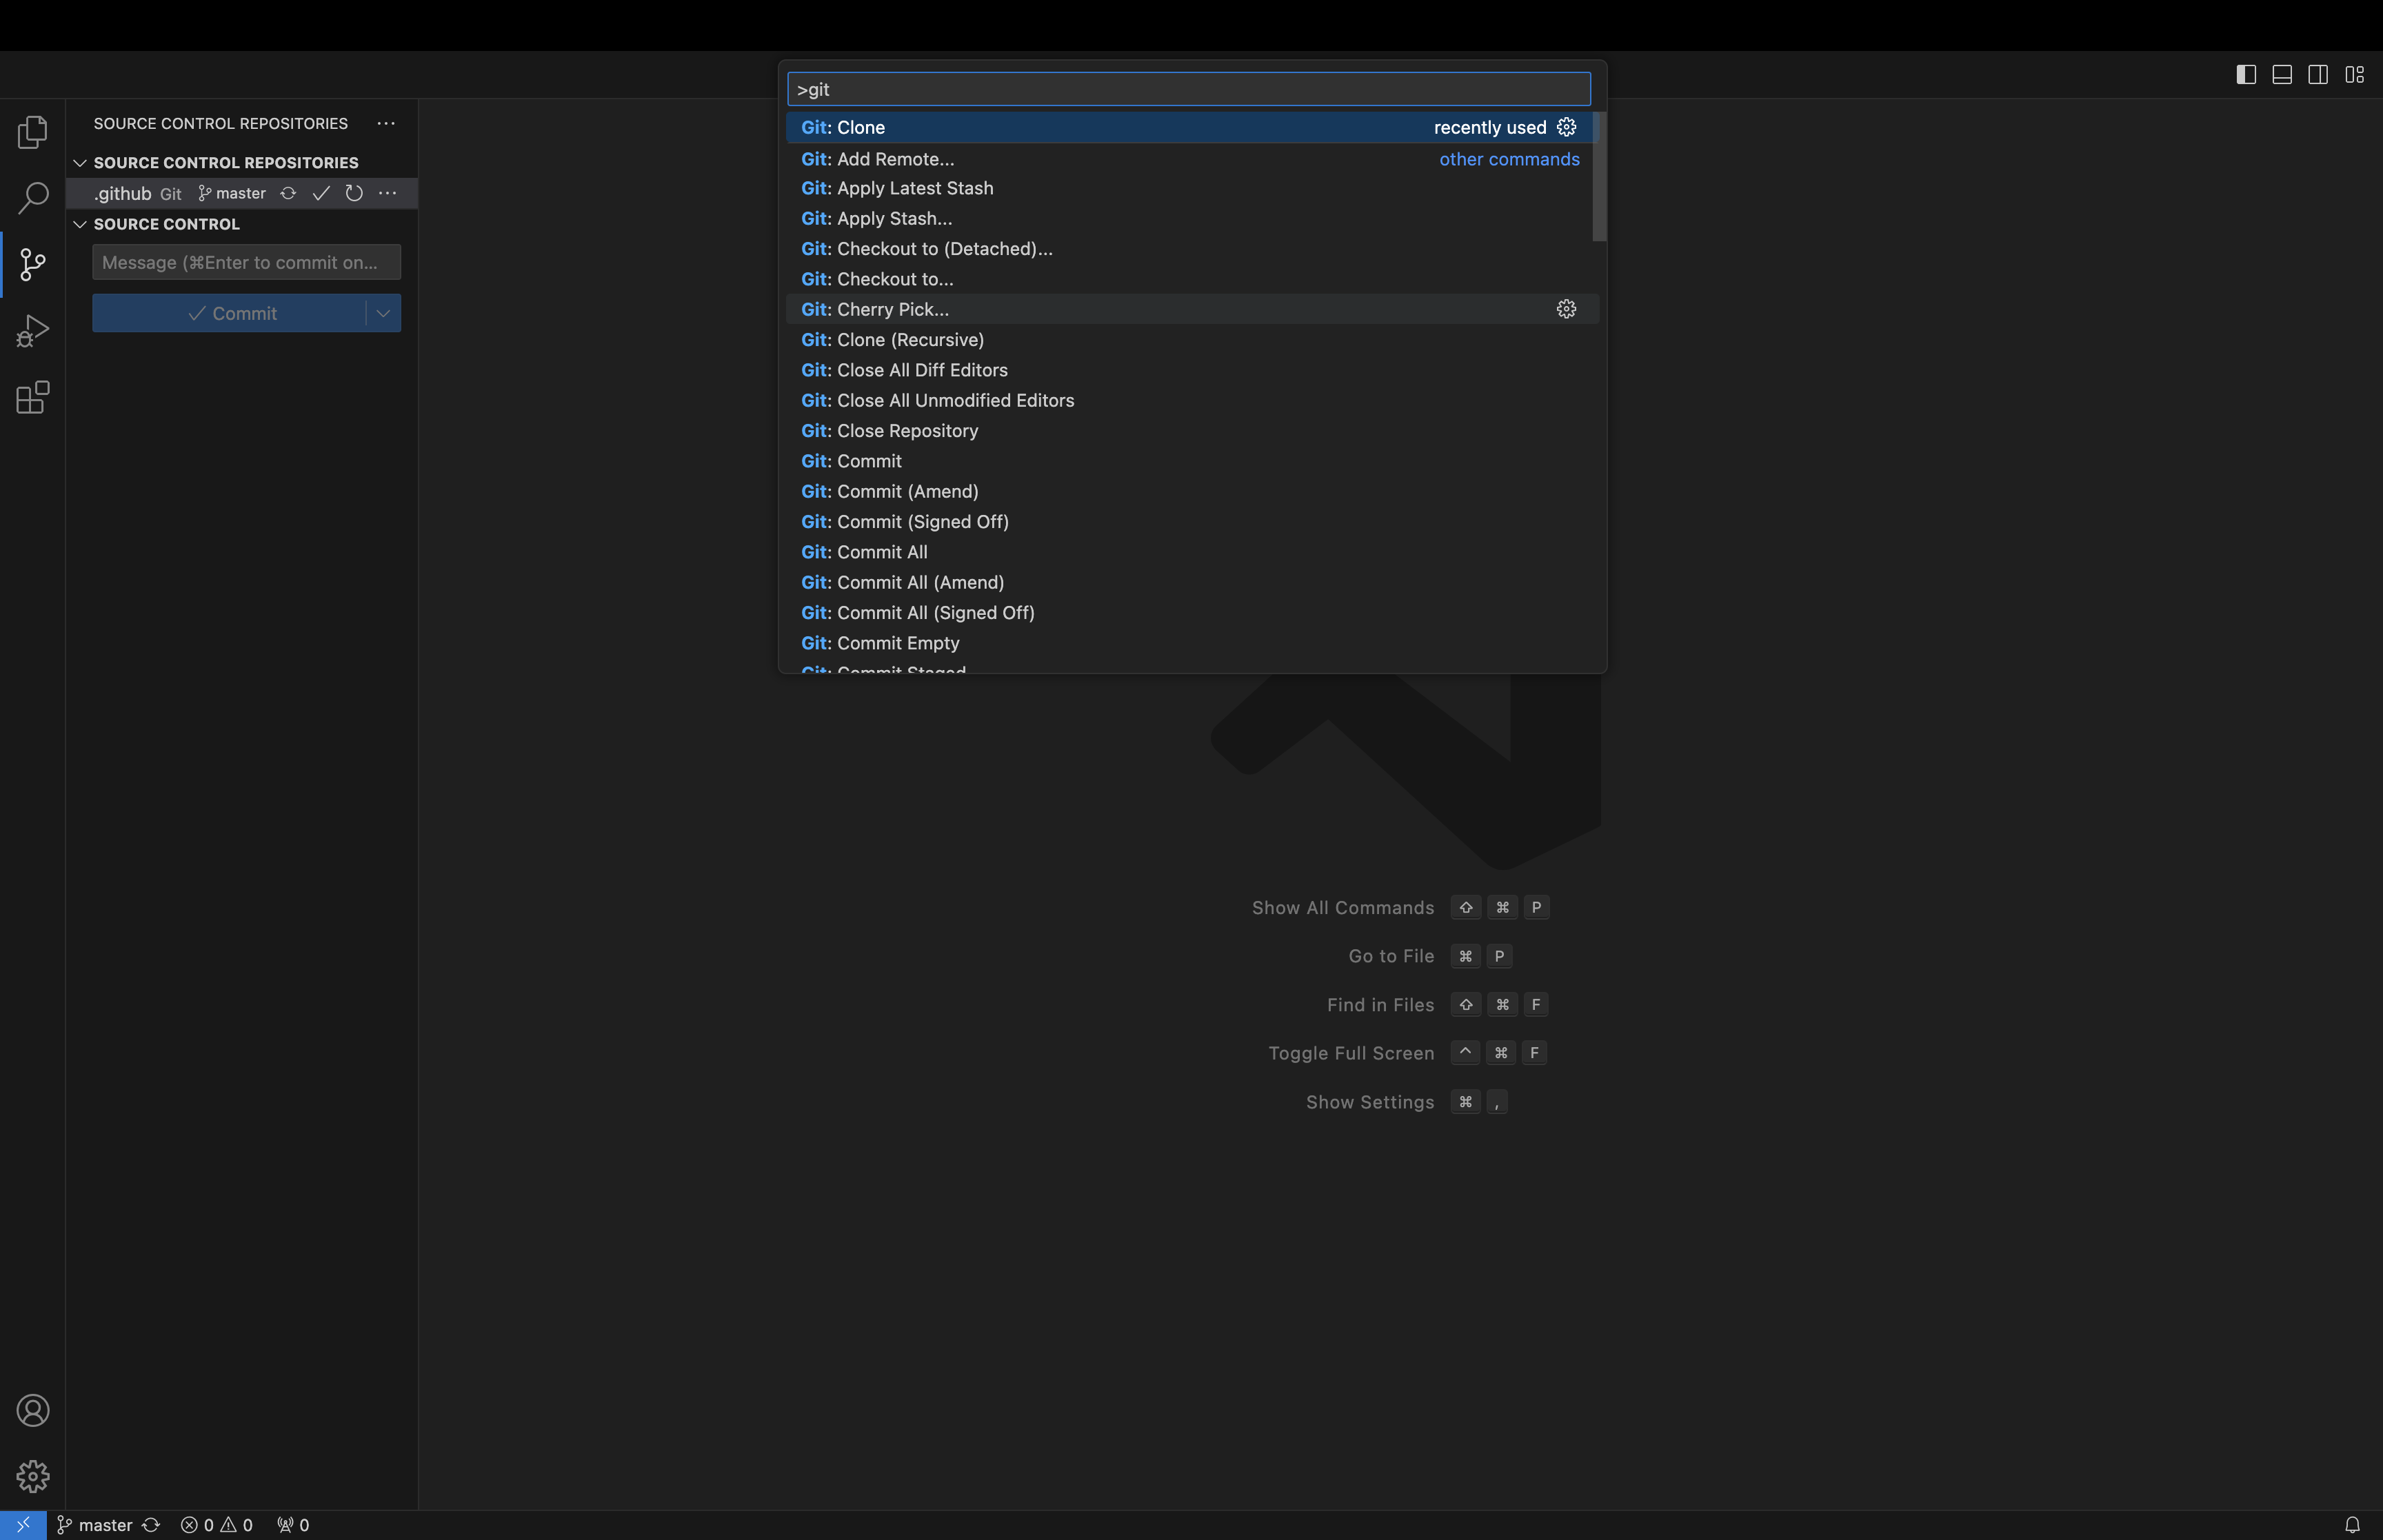 >git
Git: Clone recently used
Git: Add Remote... other commands
Git: Apply Latest Stash
Git: Apply Stash...
Git: Checkout to (Detached)...
Git: Checkout to...
Git: Cherry Pick...
Git: Clone (Recursive)
Git: Close All Diff Editors
Git: Close All Unmodified Editors
Git: Close Repository
Git: Commit
Git: Commit (Amend)
Git: Commit (Signed Off)
Git: Commit All
Git: Commit All (Amend)
Git: Commit All (Signed Off)
Git: Commit Empty
Git: Commit Staged
SOURCE CONTROL REPOSITORIES
SOURCE CONTROL REPOSITORIES
.github Git master
SOURCE CONTROL
Message (⌘Enter to commit on...
Commit
Show All Commands ⇧ ⌘ P
Go to File ⌘ P
Find in Files ⇧ ⌘ F
Toggle Full Screen ^ ⌘ F
Show Settings ⌘ ,
master 0 0 0